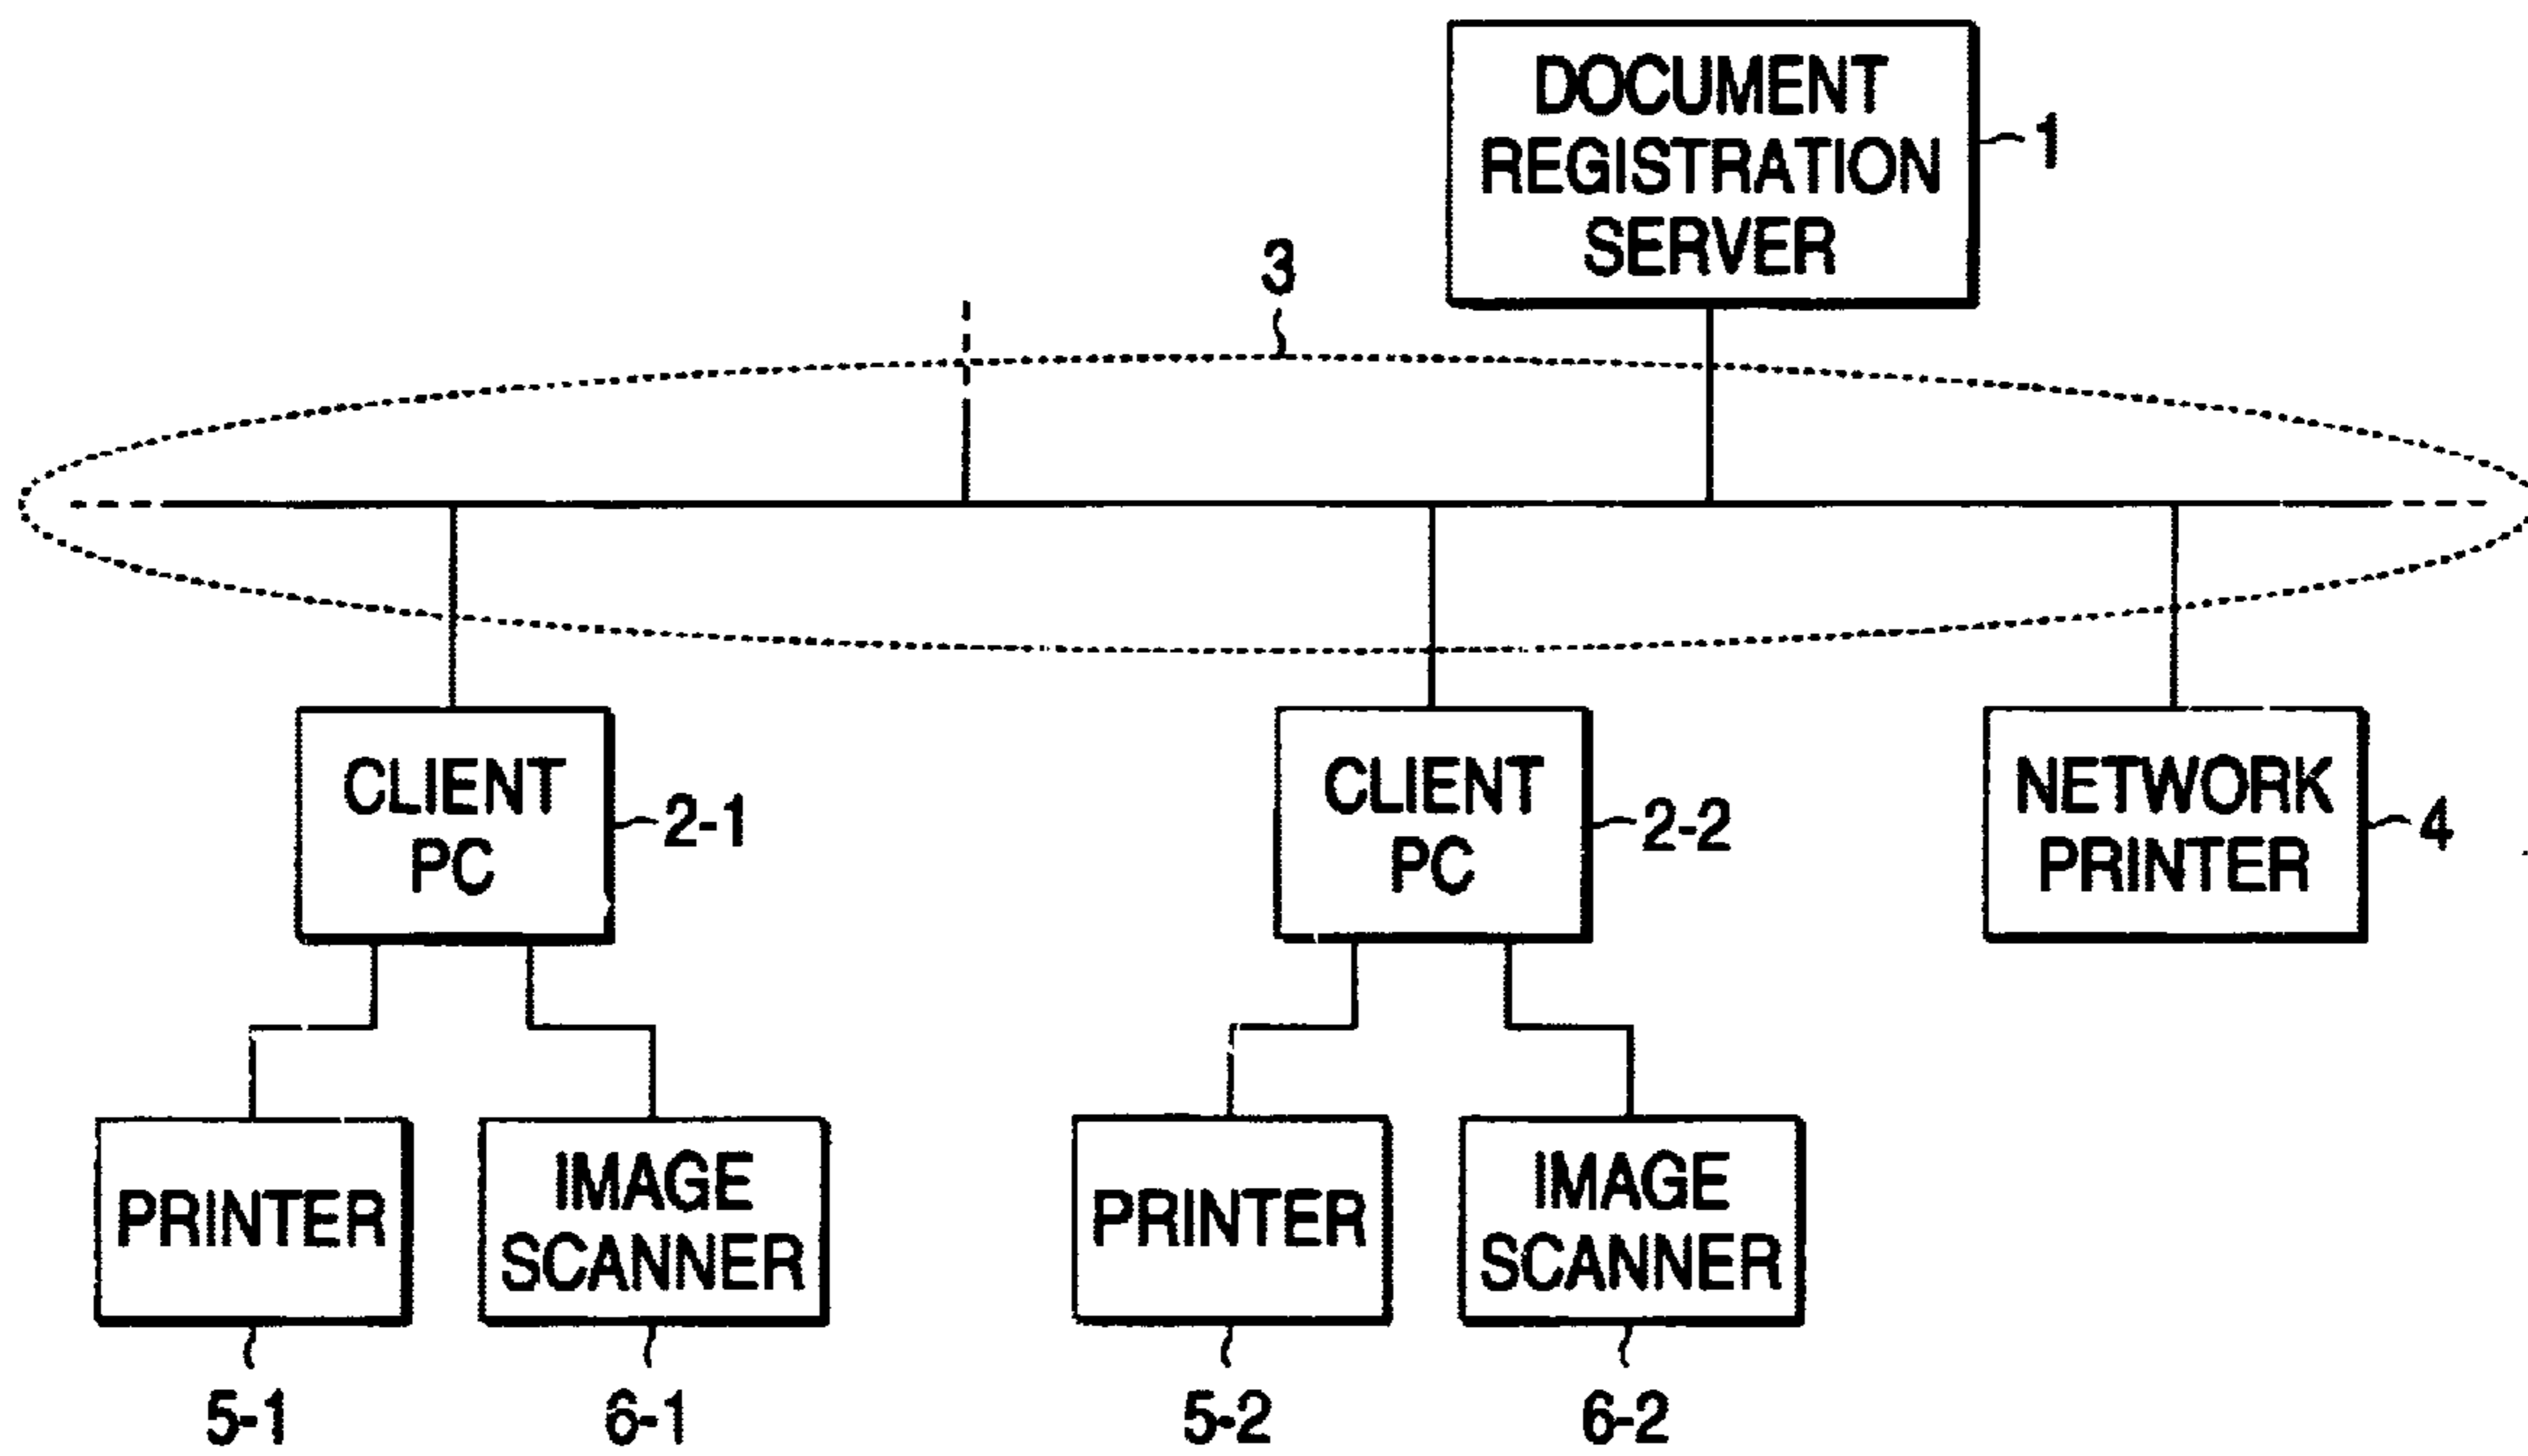 DOCUMENT
REGISTRATION
SERVER
1
3
CLIENT
PC
2-1
CLIENT
PC
2-2
NETWORK
PRINTER
4
PRINTER
IMAGE
SCANNER
PRINTER
IMAGE
SCANNER
5-1
6-1
5-2
6-2